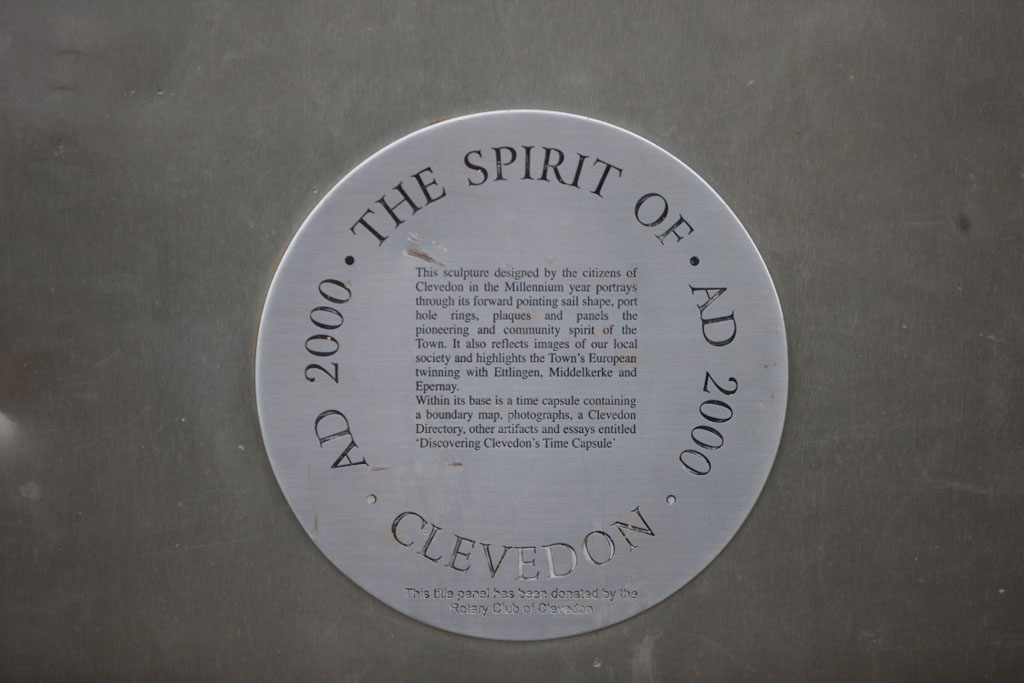 THE SPIRIT OF
AD 2000
AD 2000
CLEVEDON
This sculpture designed by the citizens of
Clevedon in the Millennium year portrays
through its forward pointing sail shape, port
hole rings, plaques and panels the
pioneering and community spirit of the
Town. It also reflects images of our local
society and highlights the Town's European
twinning with Ettlingen, Middelkerke and
Epernay.
Within its base is a time capsule containing
a boundary map, photographs, a Clevedon
Directory, other artifacts and essays entitled
'Discovering Clevedon's Time Capsule'
This title panel has been donated by the
Rotary Club of Clevedon